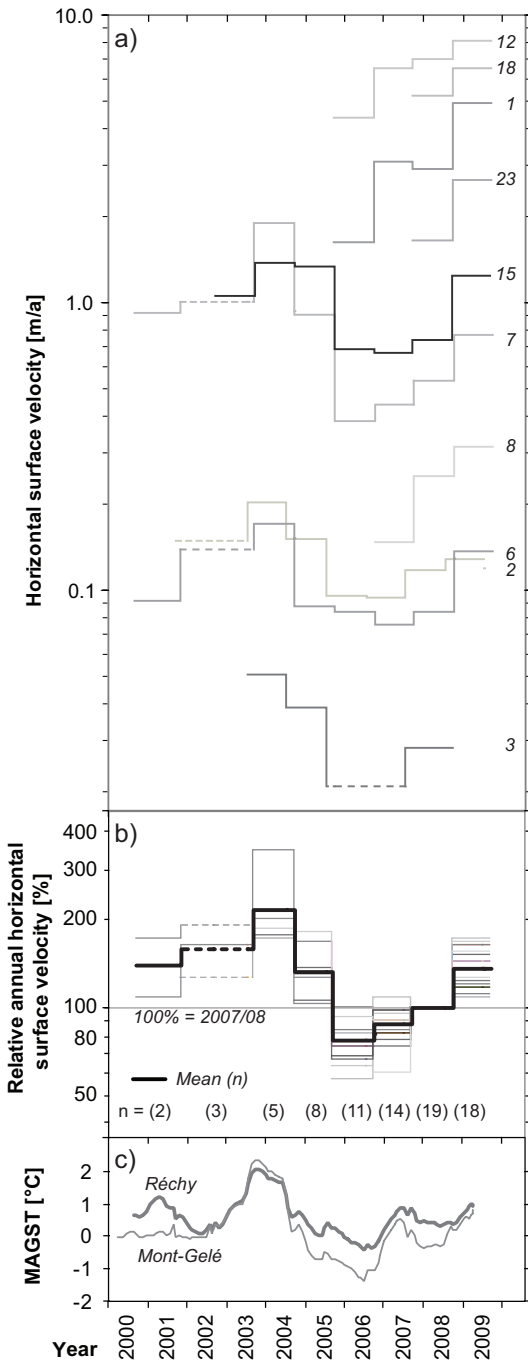 a)
Horizontal surface velocity [m/a]
10.0
1.0
0.1
12
18
1
23
15
7
8
6
2
3
b)
Relative annual horizontal
surface velocity [%]
400
300
200
100
80
50
100% = 2007/08
Mean (n)
n = (2) (3) (5) (8) (11) (14) (19) (18)
c)
MAGST [°C]
2
1
0
-1
-2
Réchy
Mont-Gelé
Year
2000 2001 2002 2003 2004 2005 2006 2007 2008 2009